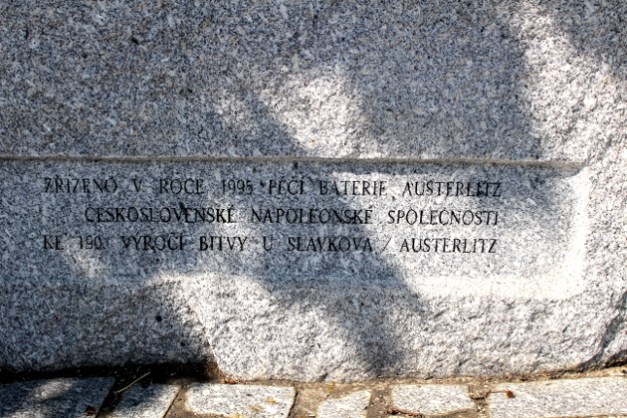 ZŘÍZENO V ROCE 1995 PÉČÍ BATERIE AUSTERLITZ
ČESKOSLOVENSKÉ NAPOLEONSKÉ SPOLEČNOSTI
KE 190. VÝROČÍ BITVY U SLAVKOVA / AUSTERLITZ